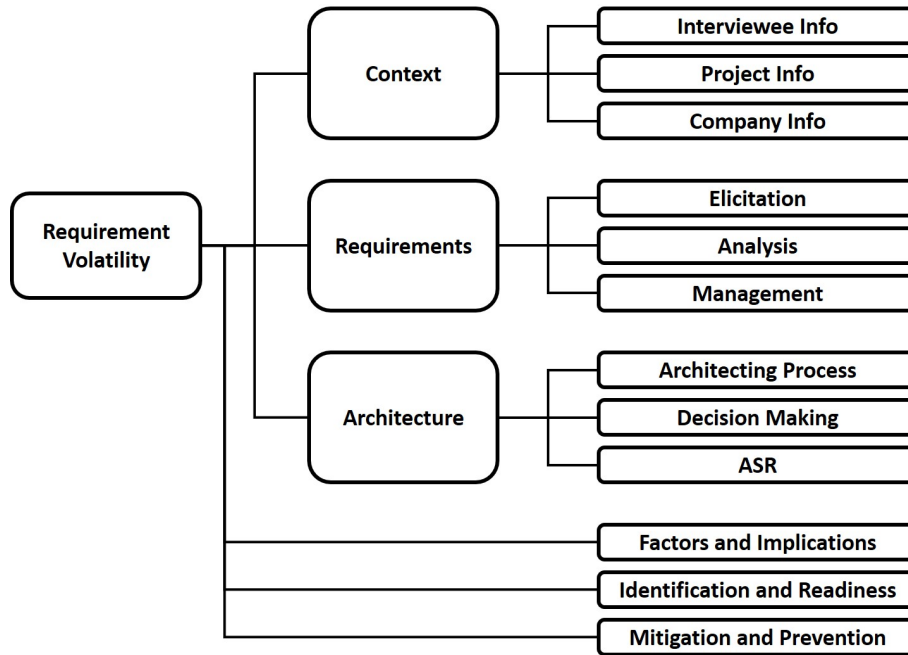 Requirement
Volatility
Context
Interviewee Info
Project Info
Company Info
Requirements
Elicitation
Analysis
Management
Architecture
Architecting Process
Decision Making
ASR
Factors and Implications
Identification and Readiness
Mitigation and Prevention